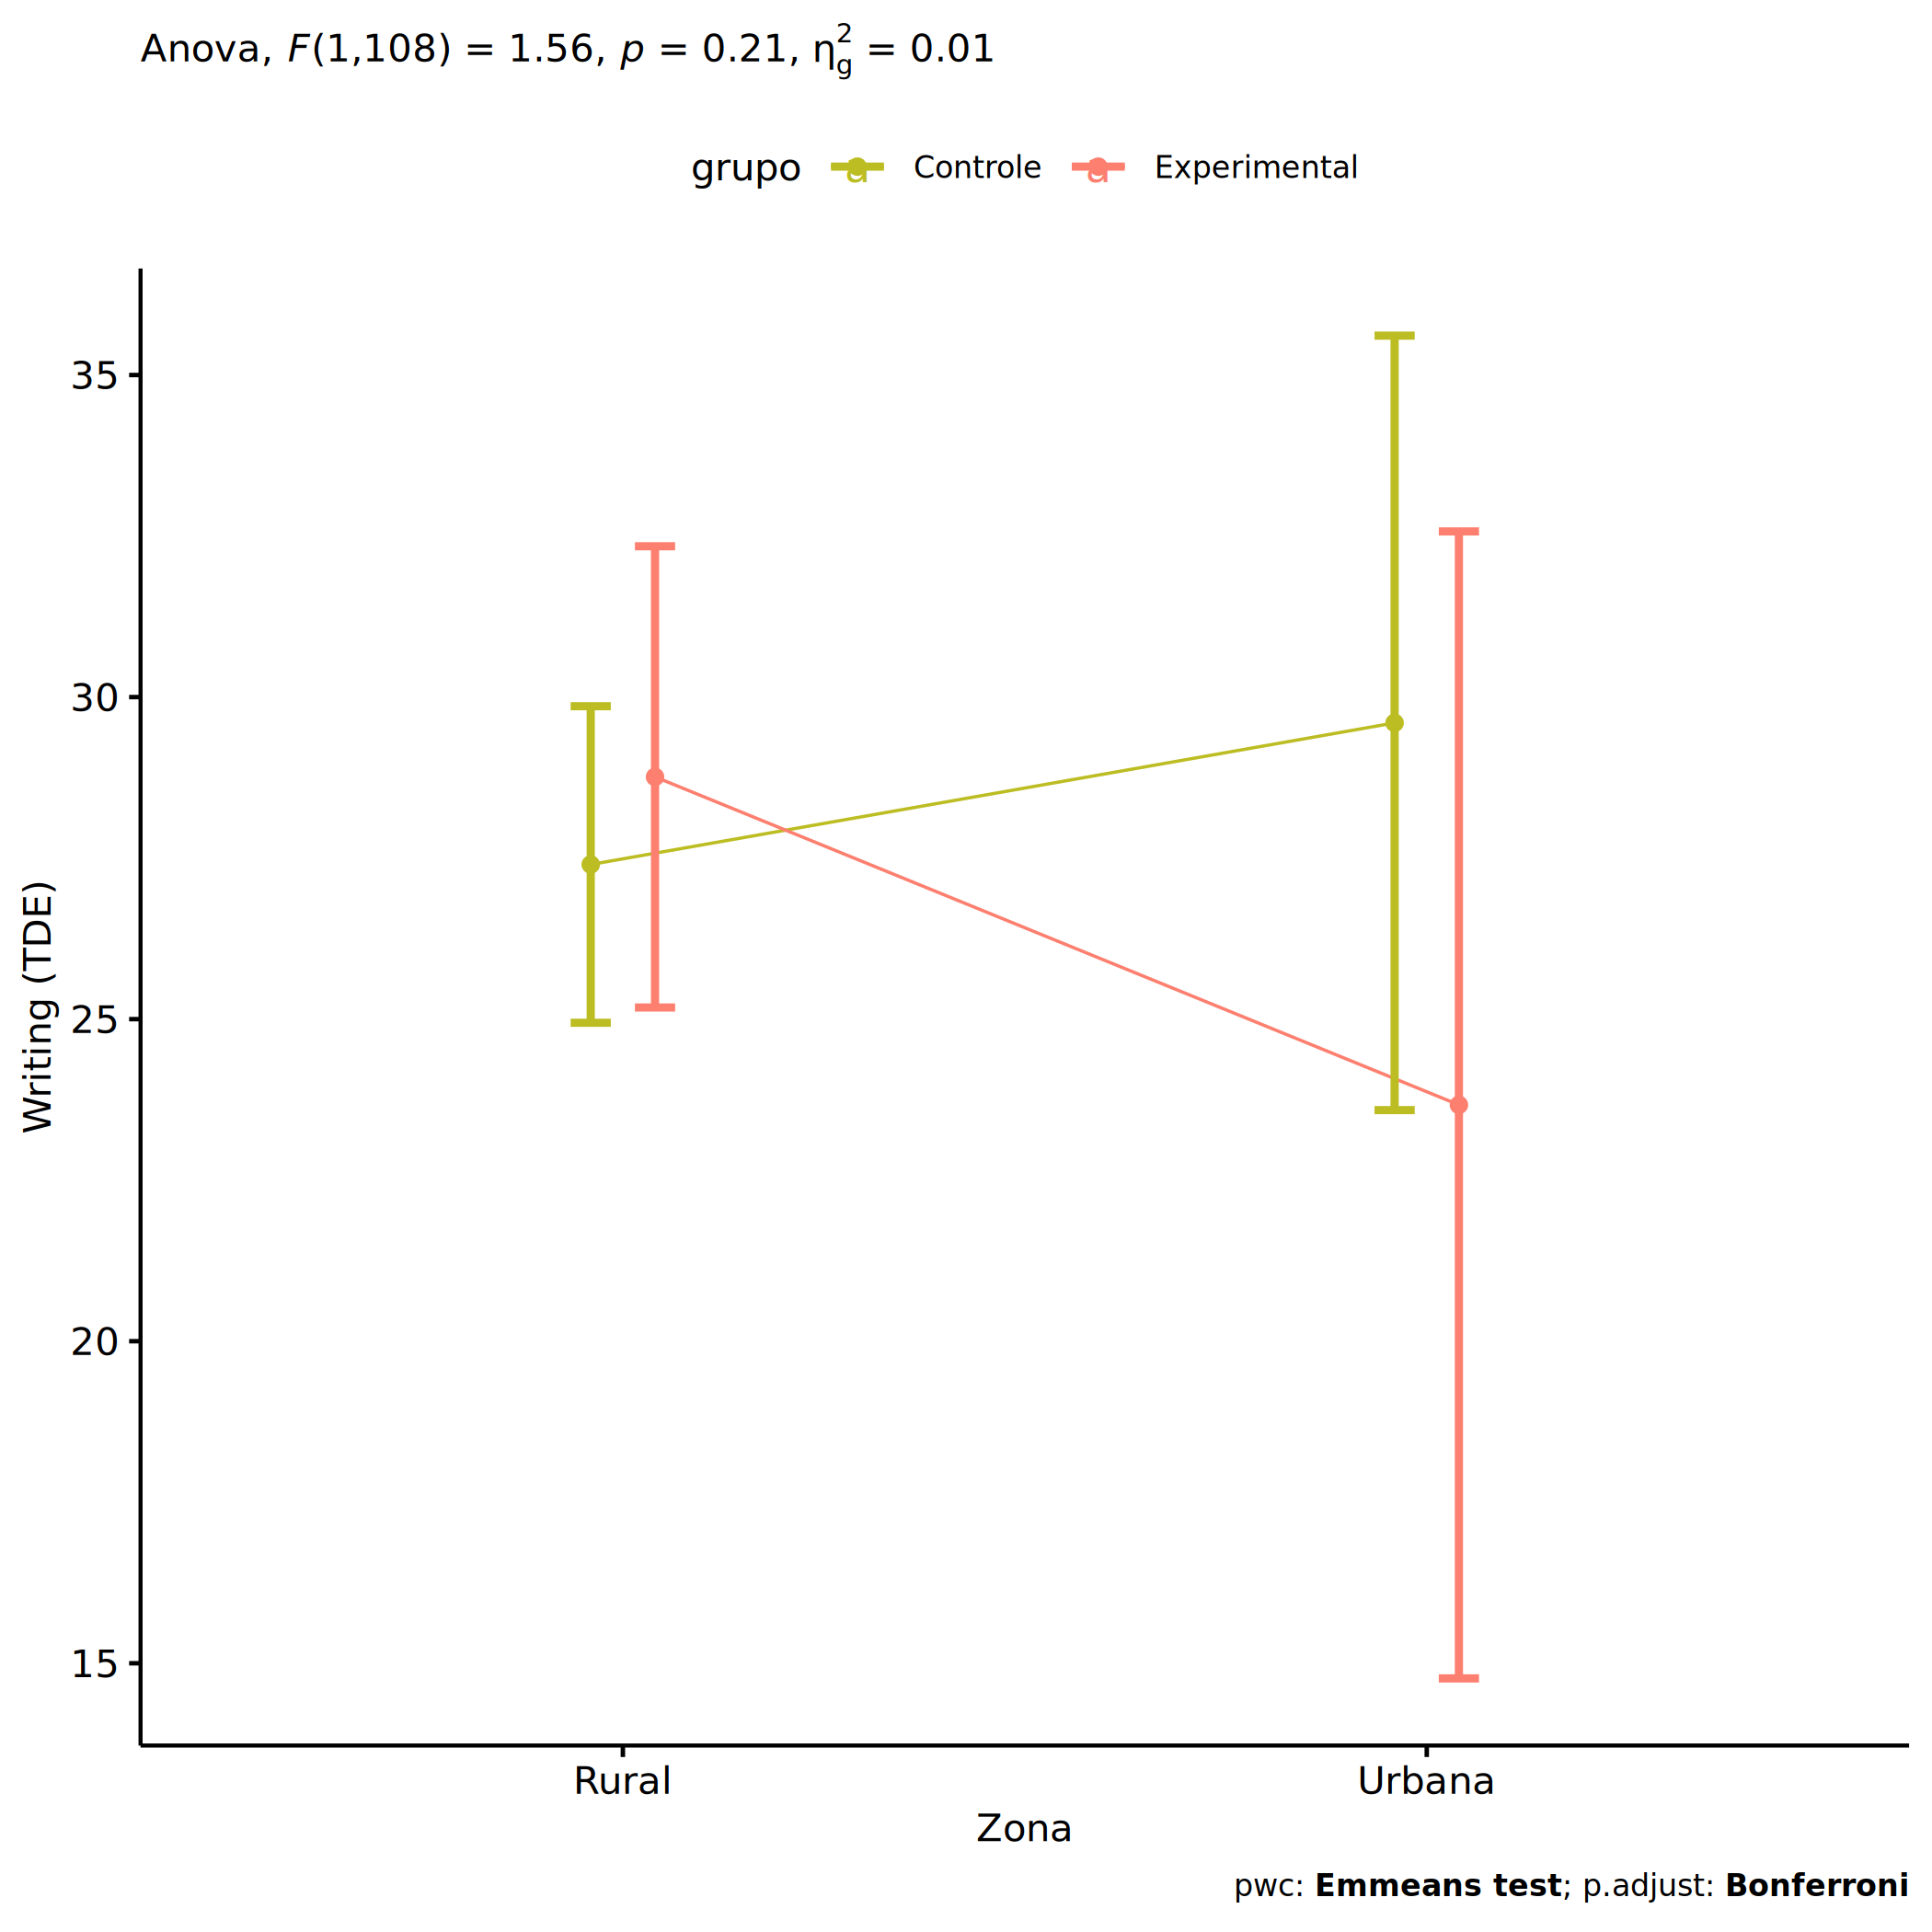 Anova, F(1,108) = 1.56, p = 0.21, η²g = 0.01
grupo a Controle a Experimental
Writing (TDE)
35
30
25
20
15
Rural Urbana
Zona
pwc: Emmeans test; p.adjust: Bonferroni